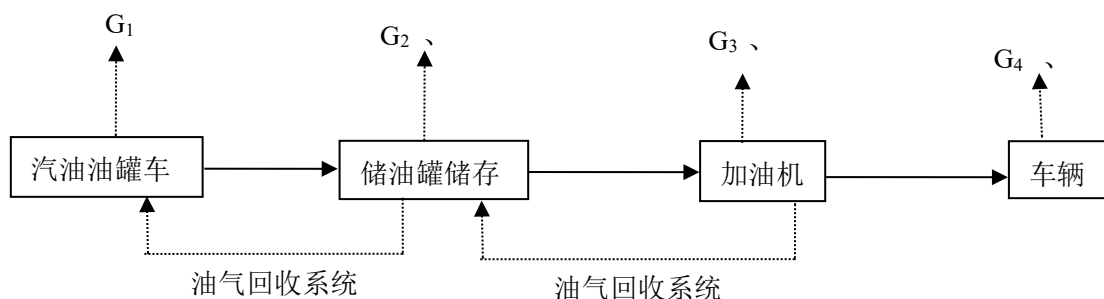 G1
G2 、
G3 、
G4 、
汽油油罐车
储油罐储存
加油机
车辆
油气回收系统
油气回收系统